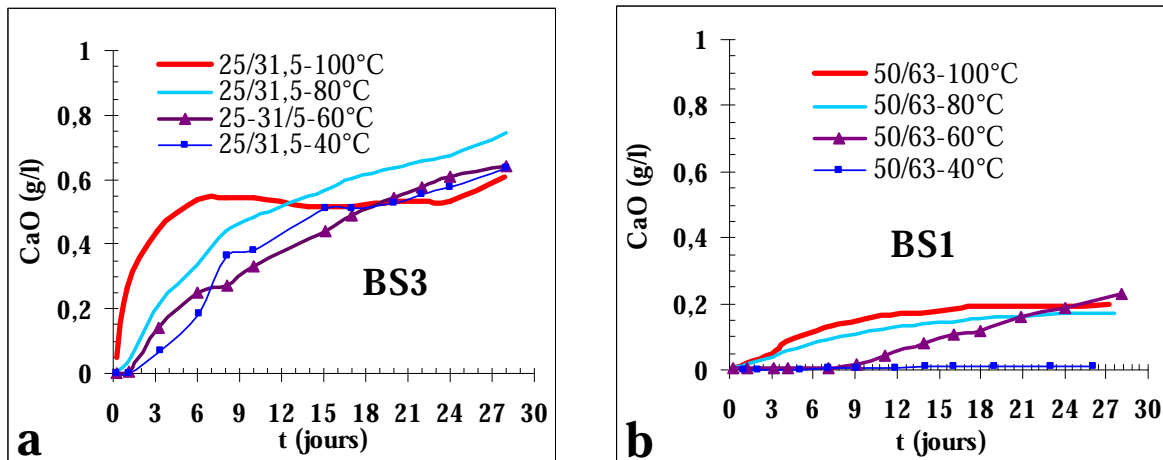 1
0,8
0,6
0,4
0,2
0
CaO (g/l)
25/31,5-100°C
25/31,5-80°C
25-31/5-60°C
25/31,5-40°C
BS3
0 3 6 9 12 15 18 21 24 27 30
t (jours)
a
1
0,8
0,6
0,4
0,2
0
CaO (g/l)
50/63-100°C
50/63-80°C
50/63-60°C
50/63-40°C
BS1
0 3 6 9 12 15 18 21 24 27 30
t (jours)
b